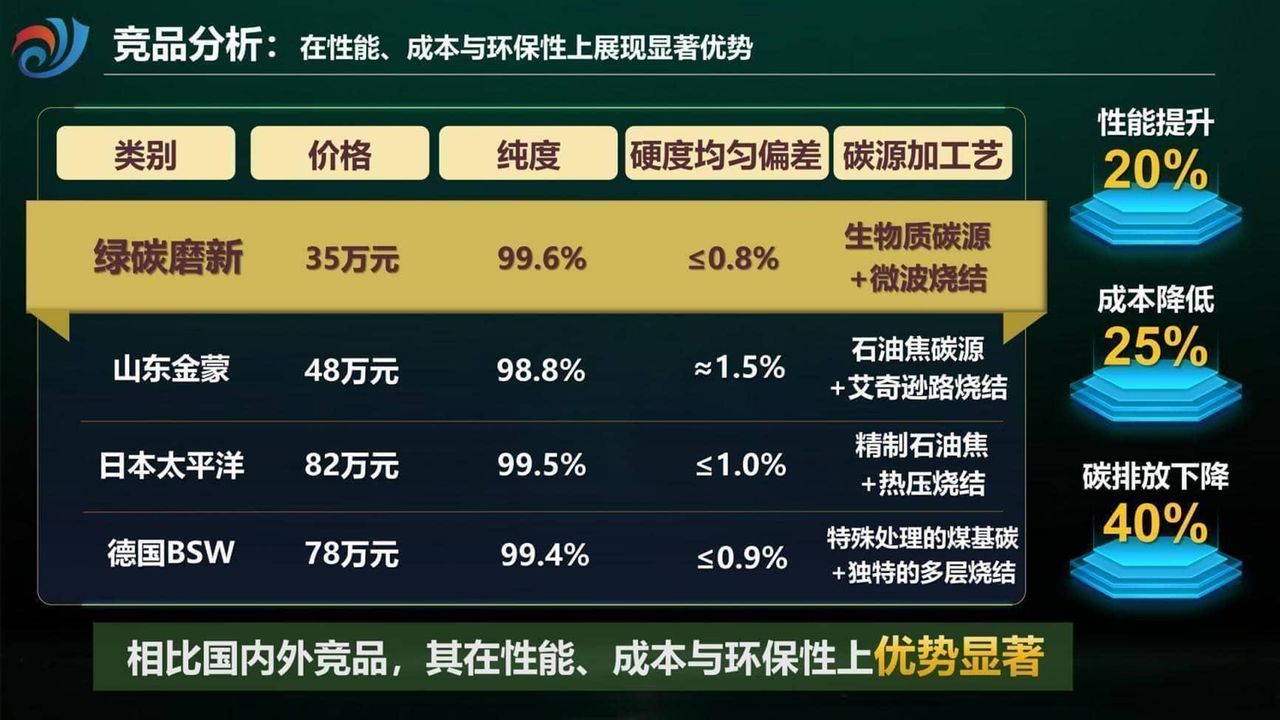 竞品分析：在性能、成本与环保性上展现显著优势
类别 价格 纯度 硬度均匀偏差 碳源加工艺
绿碳磨新 35万元 99.6% ≤0.8% 生物质碳源
+微波烧结
山东金蒙 48万元 98.8% ≈1.5% 石油焦碳源
+艾奇逊路烧结
日本太平洋 82万元 99.5% ≤1.0% 精制石油焦
+热压烧结
德国BSW 78万元 99.4% ≤0.9% 特殊处理的煤基碳
+独特的多层烧结
性能提升
20%
成本降低
25%
碳排放下降
40%
相比国内外竞品，其在性能、成本与环保性上优势显著